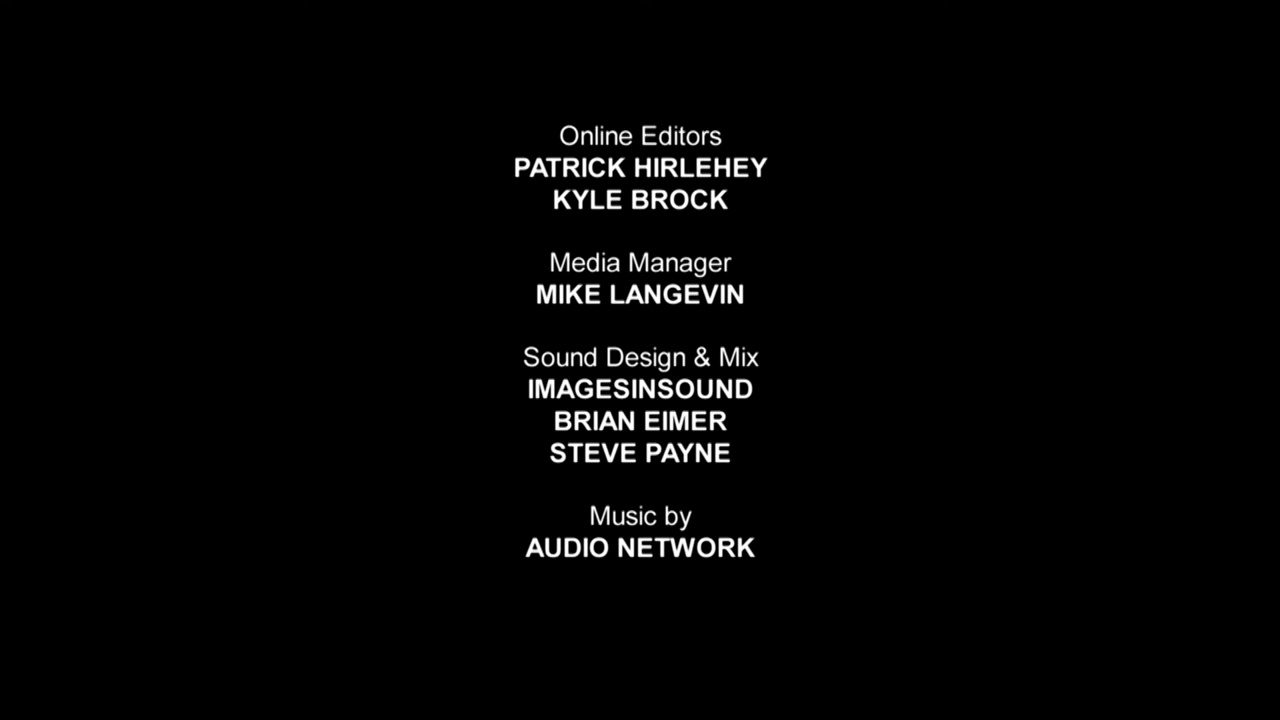 Online Editors
PATRICK HIRLEHEY
KYLE BROCK
Media Manager
MIKE LANGEVIN
Sound Design & Mix
IMAGESINSOUND
BRIAN EIMER
STEVE PAYNE
Music by
AUDIO NETWORK